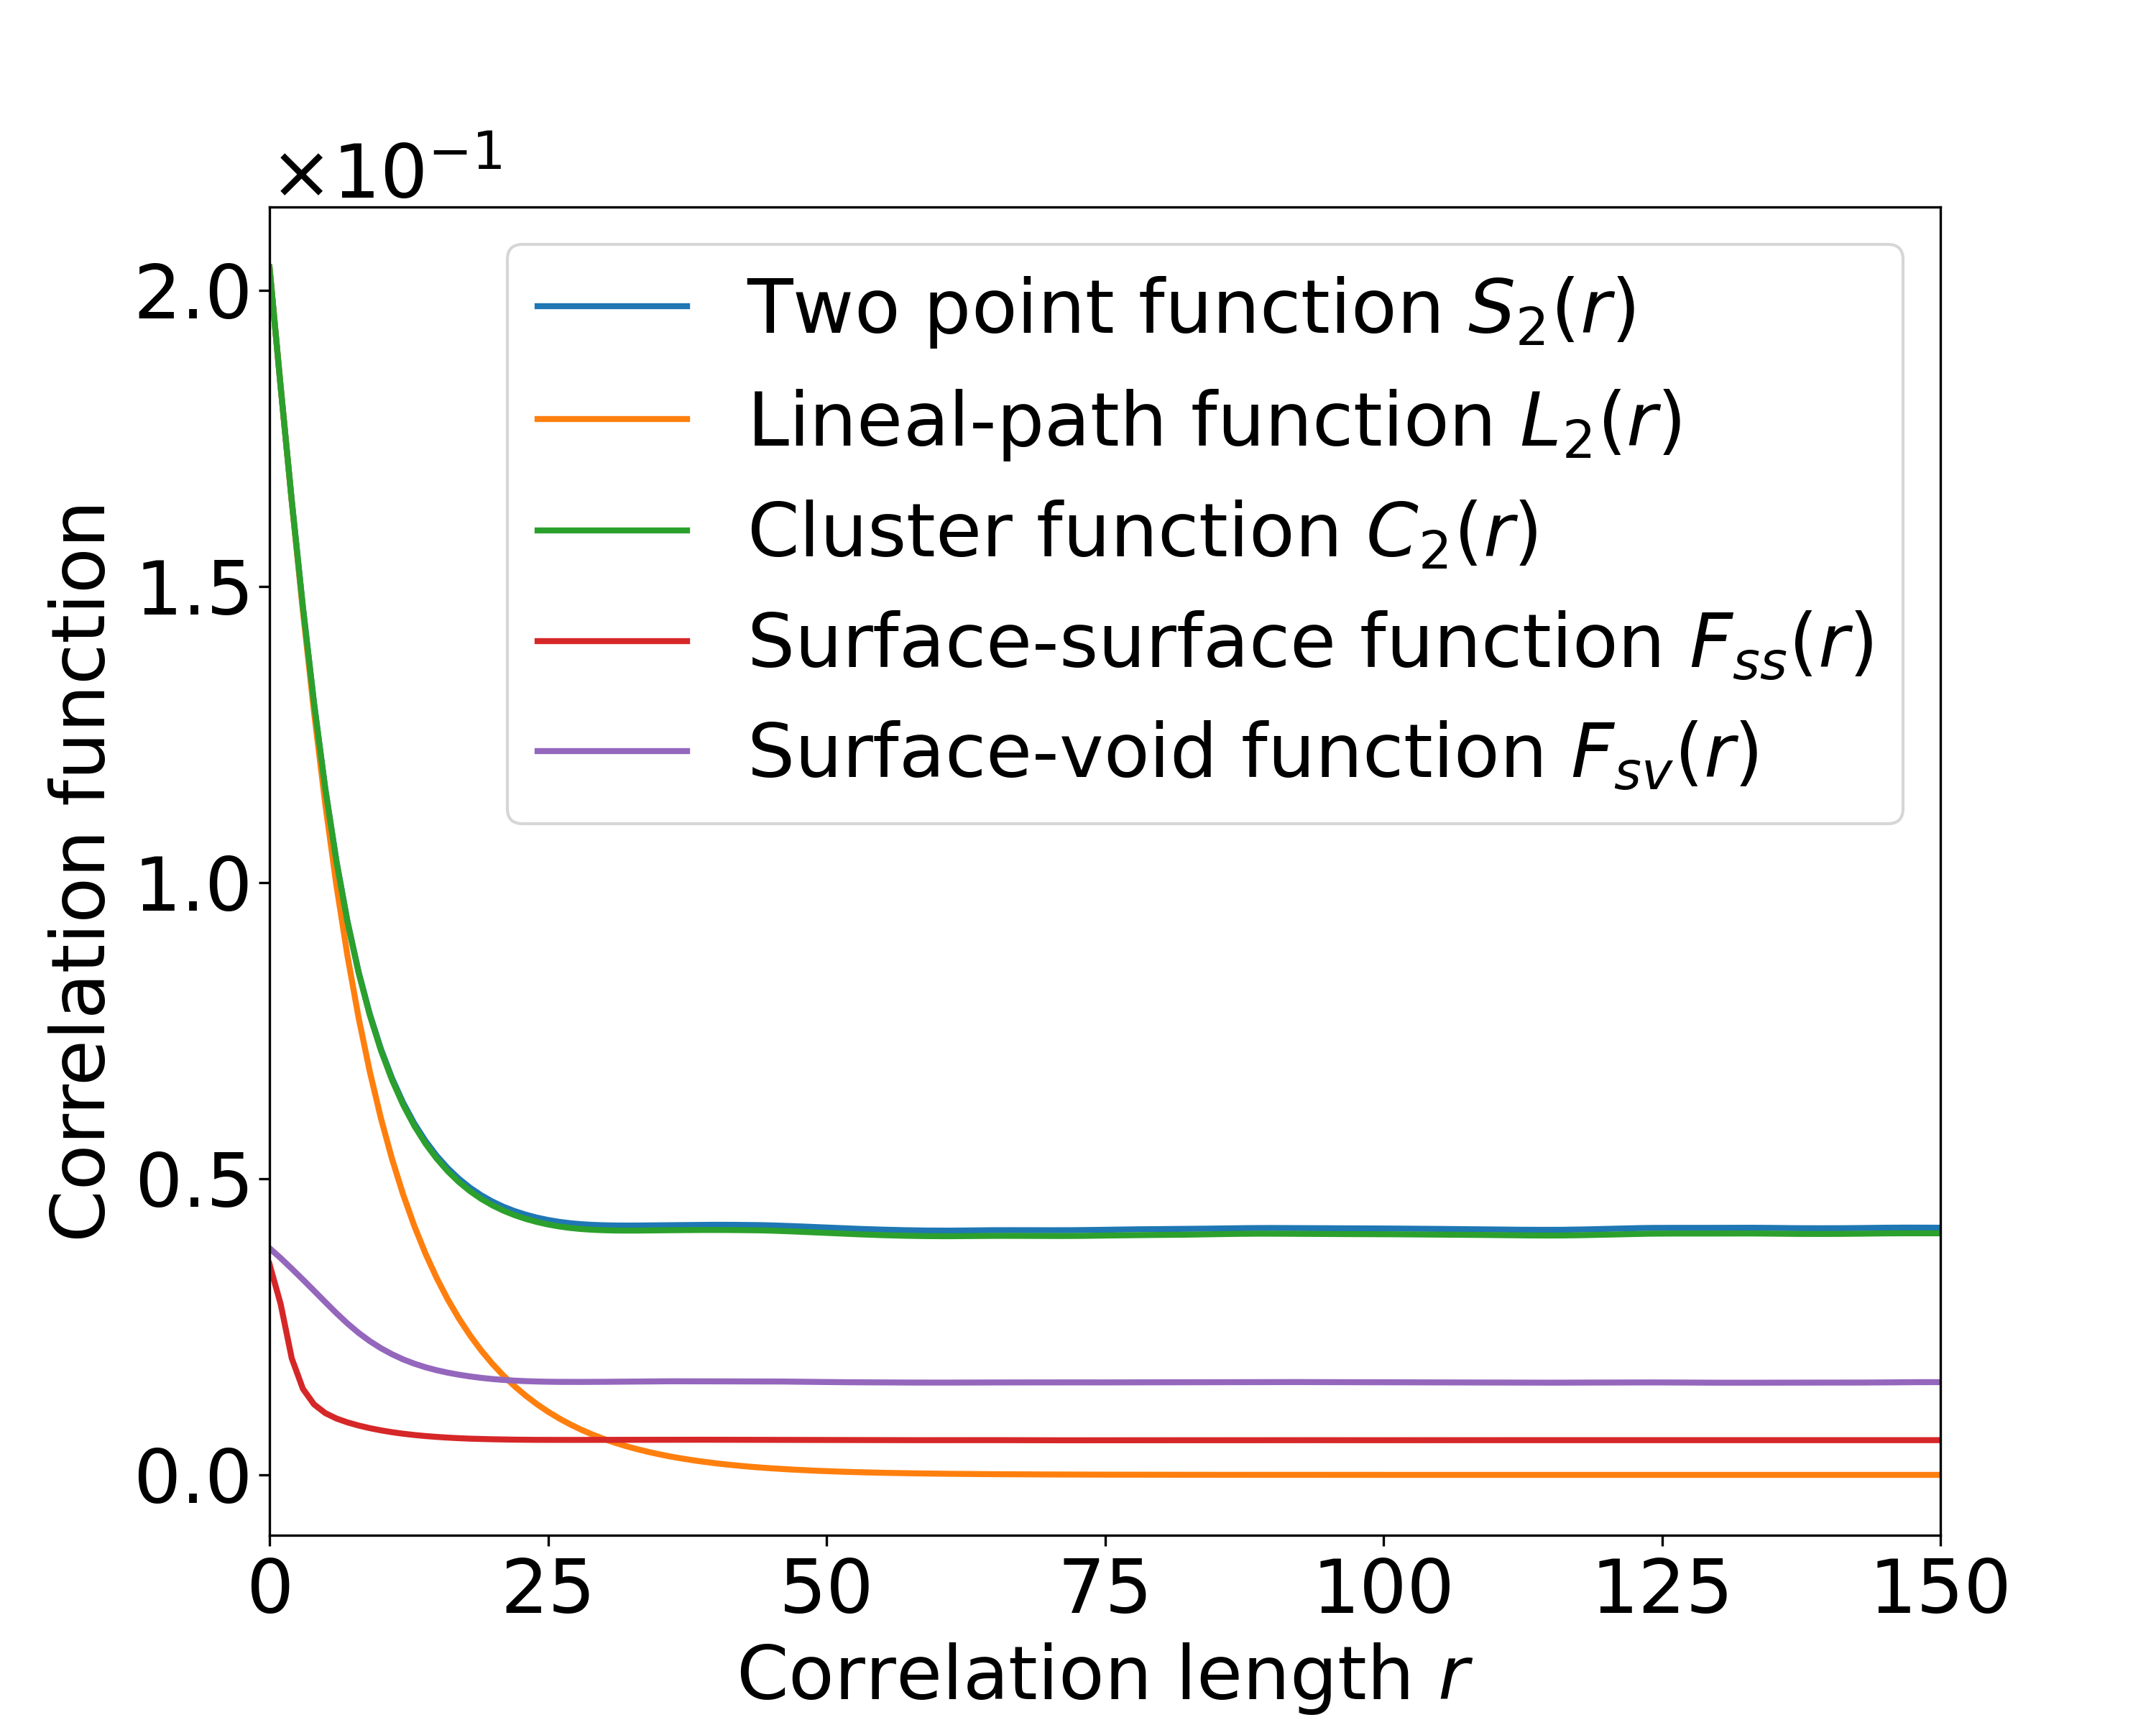 ×10⁻¹
2.0
1.5
1.0
0.5
0.0
Correlation function
Two point function S₂(r)
Lineal-path function L₂(r)
Cluster function C₂(r)
Surface-surface function Fₛₛ(r)
Surface-void function Fₛᵥ(r)
0 25 50 75 100 125 150
Correlation length r